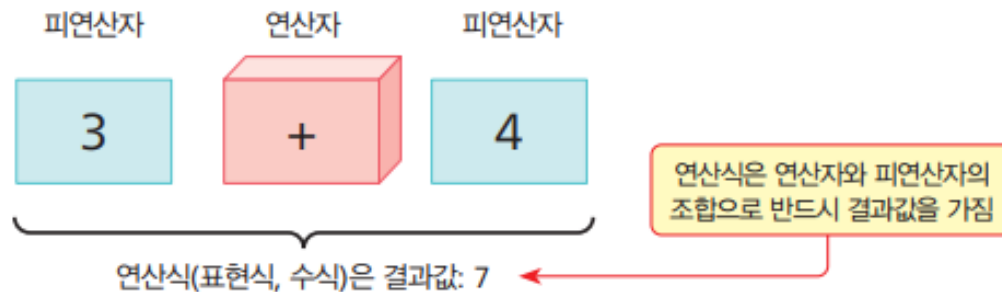 피연산자 연산자 피연산자
3 + 4
연산식은 연산자와 피연산자의
조합으로 반드시 결과값을 가짐
연산식(표현식, 수식)은 결과값: 7